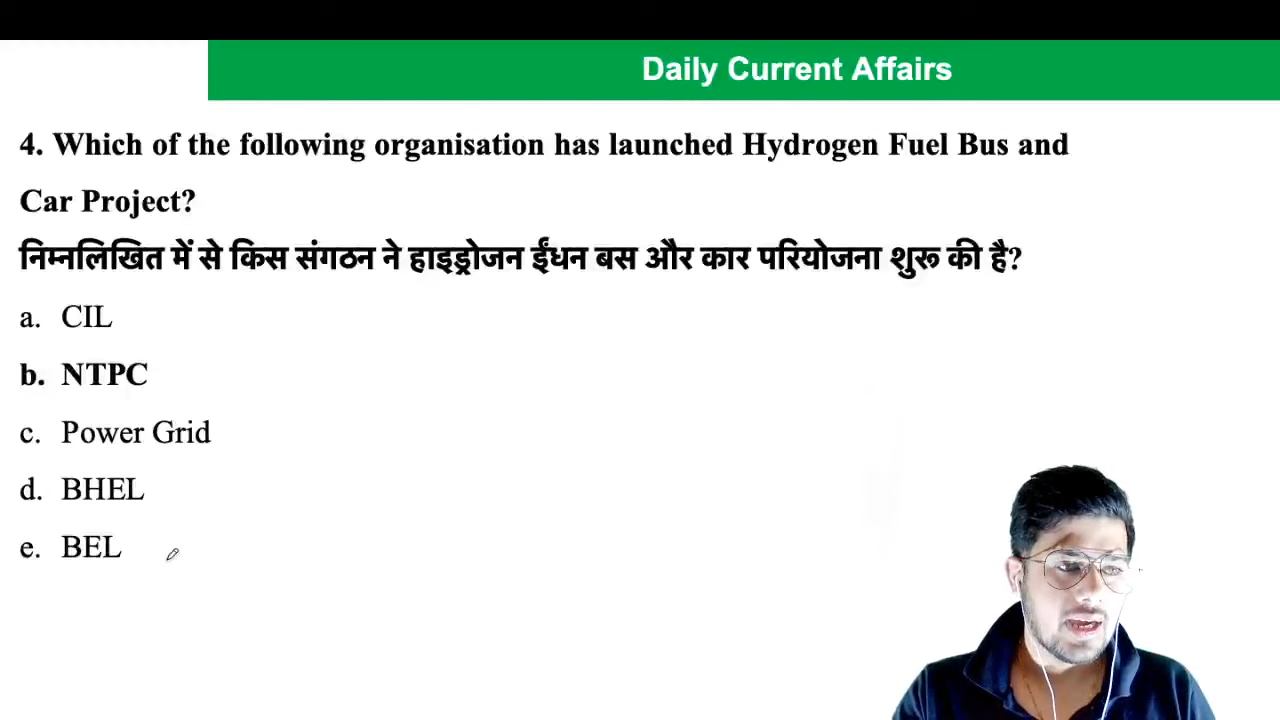 Daily Current Affairs
4. Which of the following organisation has launched Hydrogen Fuel Bus and
Car Project?
निम्नलिखित में से किस संगठन ने हाइड्रोजन ईंधन बस और कार परियोजना शुरू की है?
a. CIL
b. NTPC
c. Power Grid
d. BHEL
e. BEL